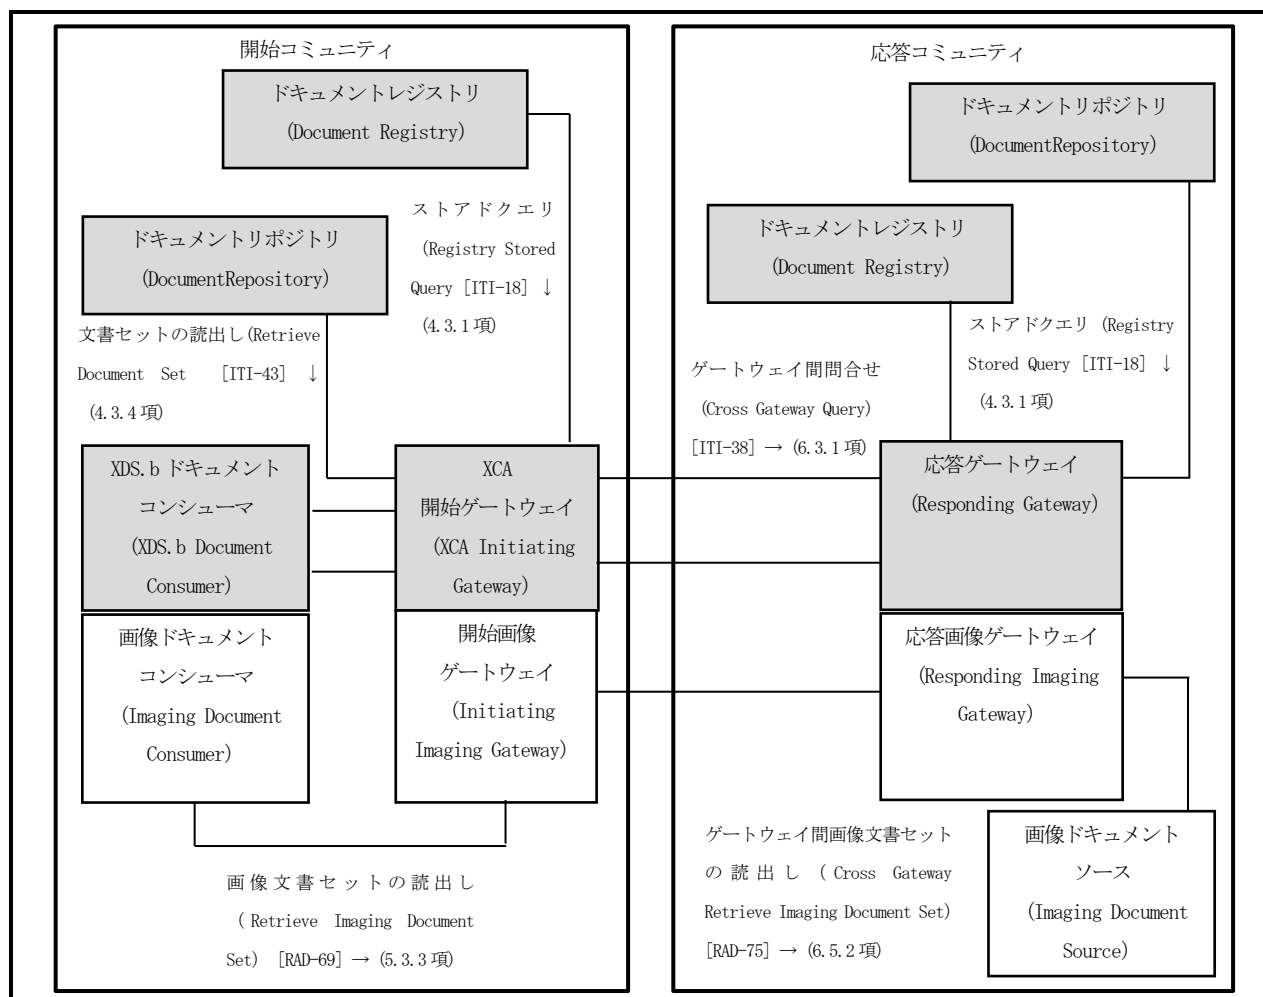 開始コミュニティ
ドキュメントレジストリ
(Document Registry)
ドキュメントリポジトリ
(DocumentRepository)
ストアドクエリ
(Registry Stored
Query [ITI-18] ↓
(4.3.1項)
文書セットの読出し(Retrieve
Document Set [ITI-43] ↓
(4.3.4項)
XDS.b ドキュメント
コンシューマ
(XDS.b Document
Consumer)
XCA
開始ゲートウェイ
(XCA Initiating
Gateway)
画像ドキュメント
コンシューマ
(Imaging Document
Consumer)
開始画像
ゲートウェイ
(Initiating
Imaging Gateway)
画像文書セットの読出し
(Retrieve Imaging Document
Set) [RAD-69] → (5.3.3項)
応答コミュニティ
ドキュメントリポジトリ
(DocumentRepository)
ドキュメントレジストリ
(Document Registry)
ストアドクエリ (Registry
Stored Query [ITI-18] ↓
(4.3.1項)
ゲートウェイ間問合せ
(Cross Gateway Query)
[ITI-38] → (6.3.1項)
応答ゲートウェイ
(Responding Gateway)
応答画像ゲートウェイ
(Responding Imaging
Gateway)
ゲートウェイ間画像文書セット
の読出し (Cross Gateway
Retrieve Imaging Document Set)
[RAD-75] → (6.5.2項)
画像ドキュメント
ソース
(Imaging Document
Source)